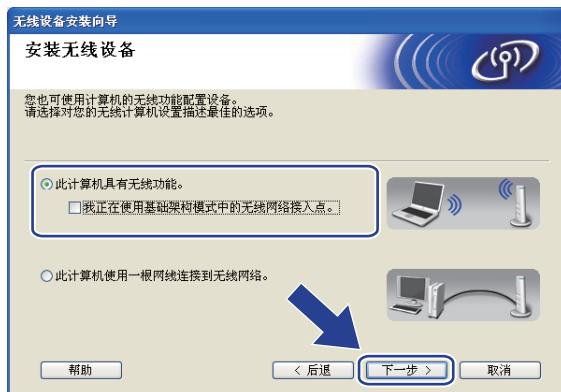 无线设备安装向导
安装无线设备
您也可使用计算机的无线功能配置设备。
请选择对您的无线计算机设置描述最佳的选项。
此计算机具有无线功能。
我正在使用基础架构模式中的无线网络接入点。
此计算机使用一根网线连接到无线网络。
帮助 < 后退 下一步 > 取消